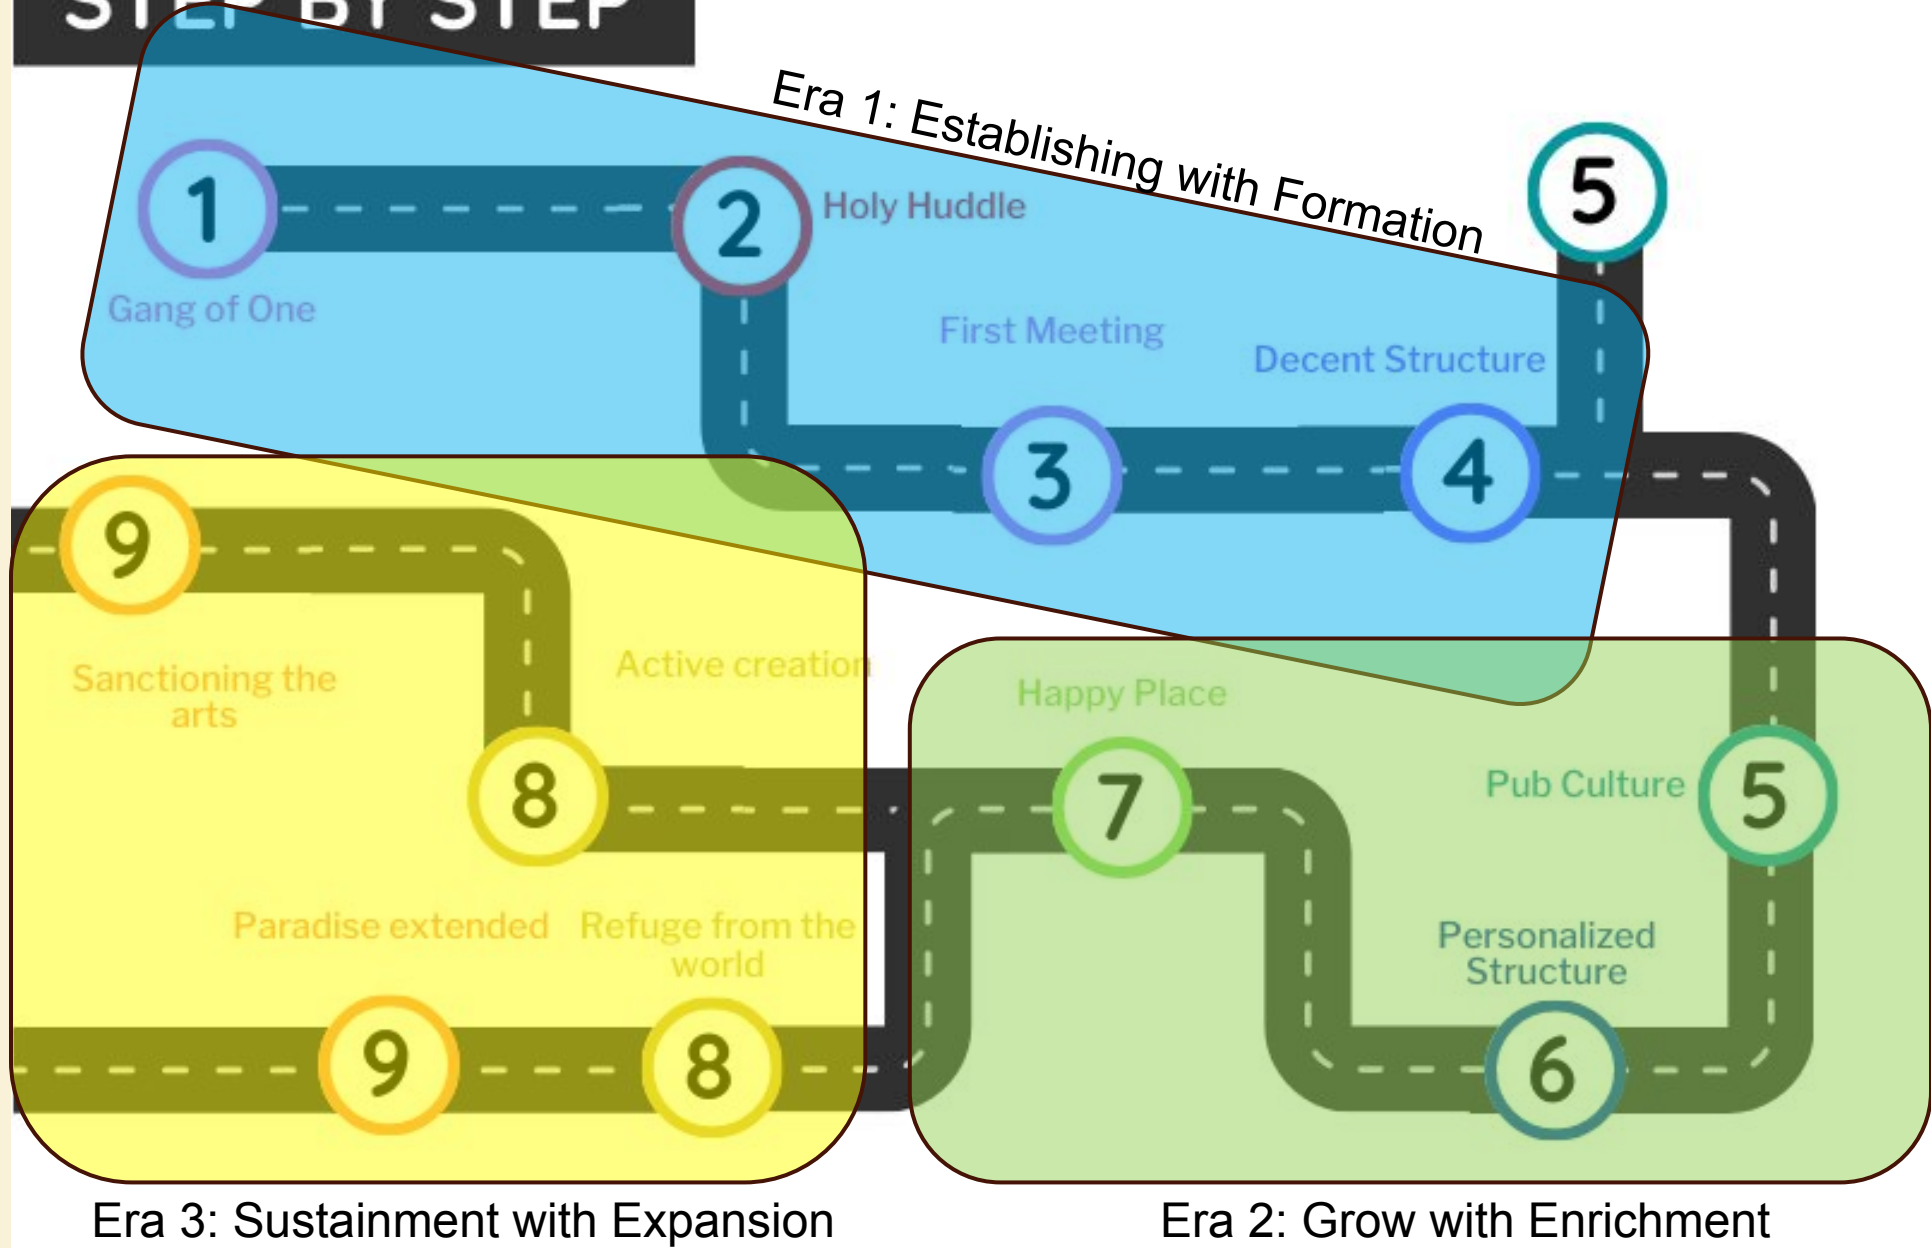 STEP BY STEP
Era 1: Establishing with Formation
1
Gang of One
2
Holy Huddle
First Meeting
3
Decent Structure
4
5
9
Sanctioning the
arts
Active creation
8
Paradise extended
9
Refuge from the
world
8
Happy Place
7
Pub Culture
5
Personalized
Structure
6
Era 3: Sustainment with Expansion
Era 2: Grow with Enrichment